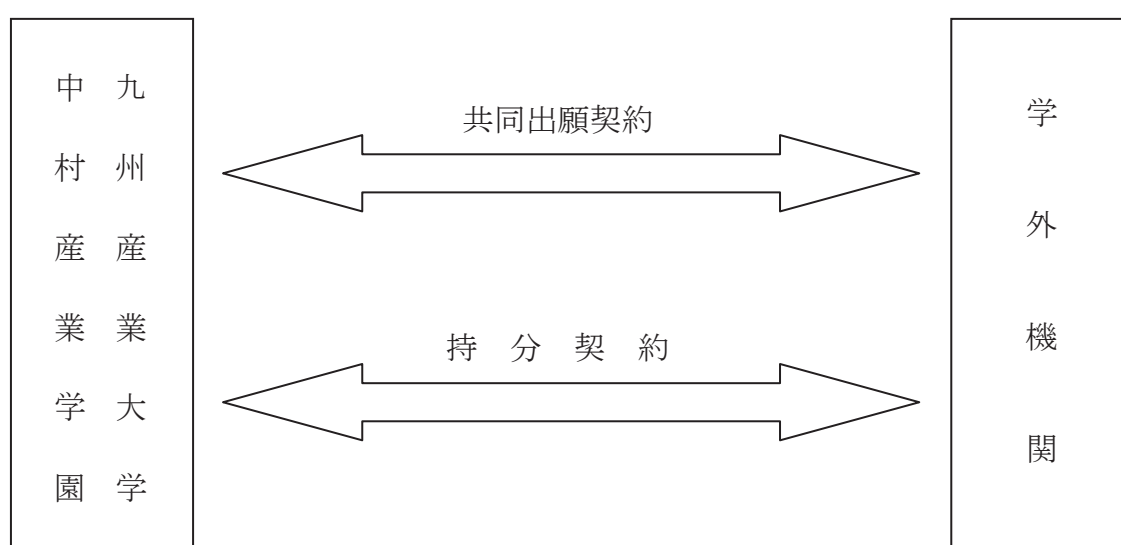 九州産業大学
中村産業学園
共同出願契約
持分契約
学外機関